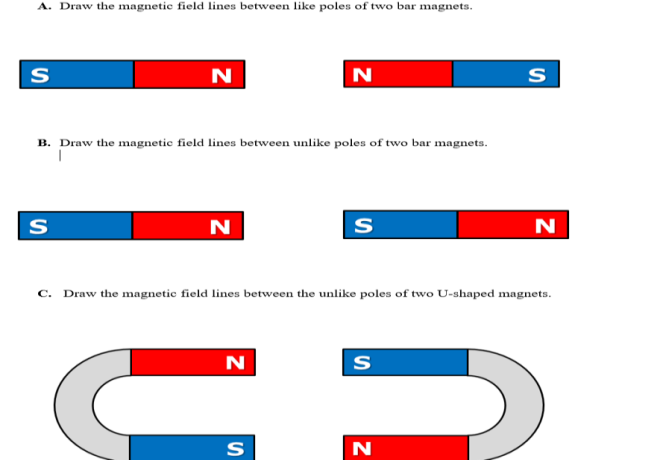 A. Draw the magnetic field lines between like poles of two bar magnets.
S N N S
B. Draw the magnetic field lines between unlike poles of two bar magnets.
S N S N
C. Draw the magnetic field lines between the unlike poles of two U-shaped magnets.
N S
S N